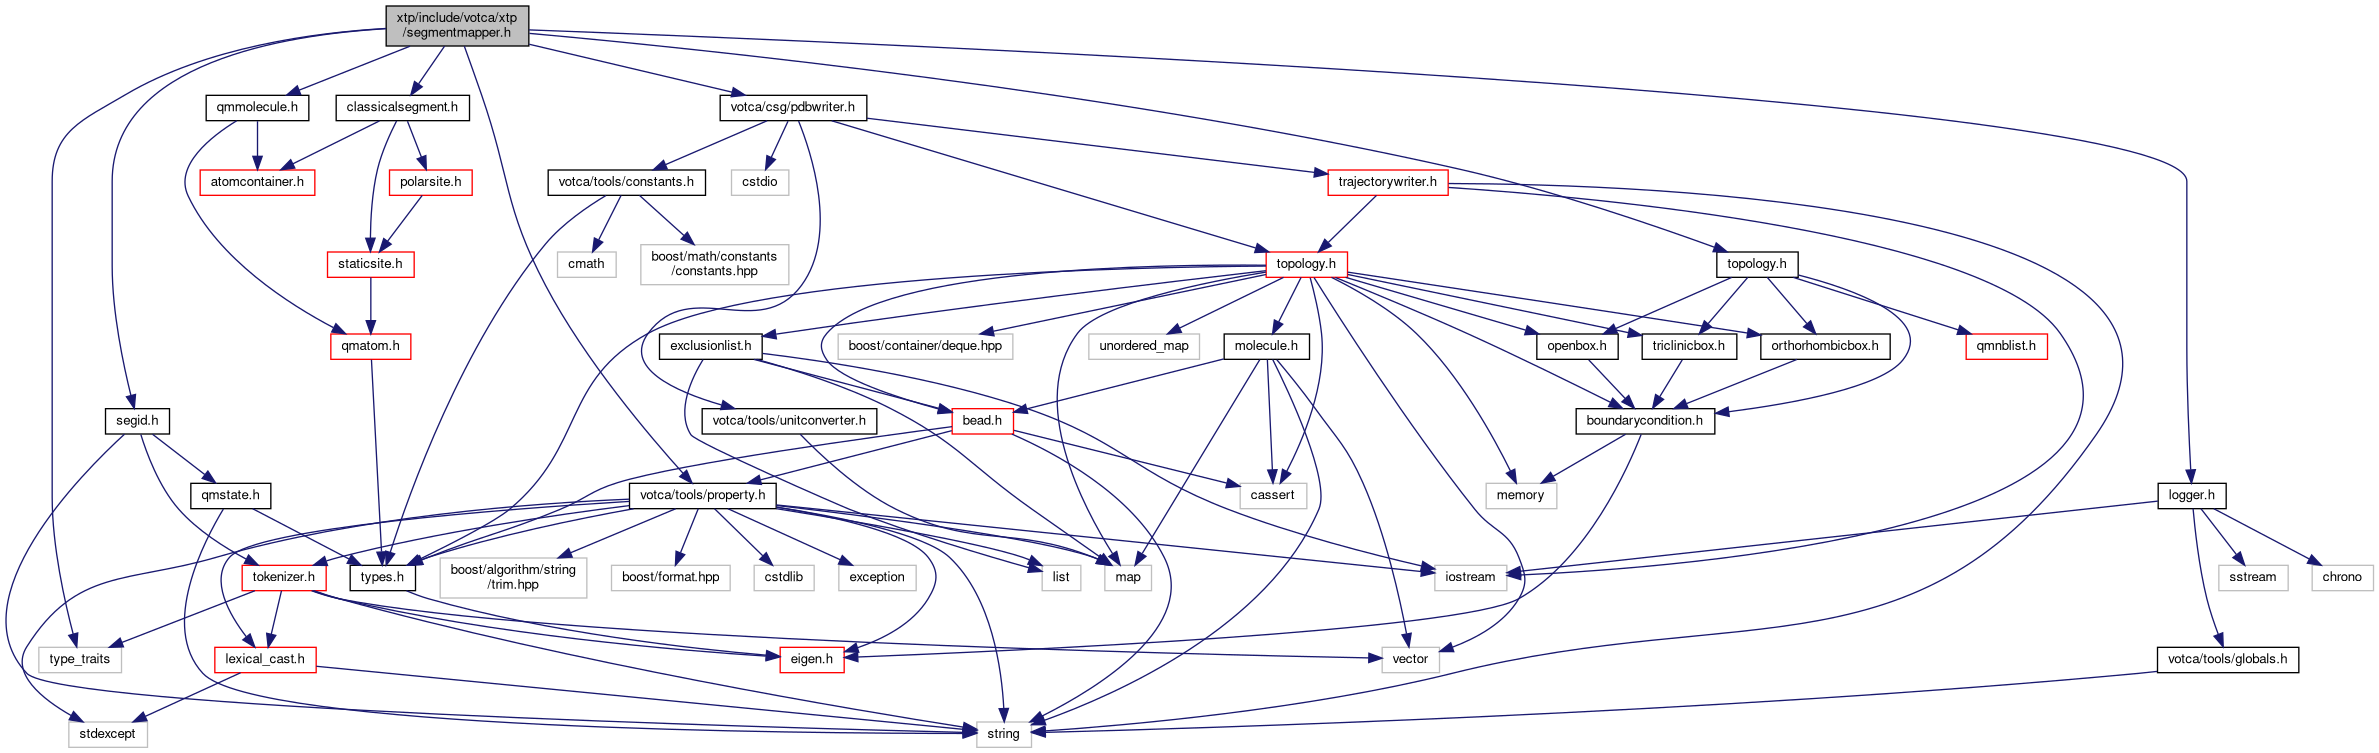 xtp/include/votca/xtp
/segmentmapper.h
qmmolecule.h
classicalsegment.h
votca/csg/pdbwriter.h
atomcontainer.h
polarsite.h
votca/tools/constants.h
cstdio
trajectorywriter.h
staticsite.h
cmath
boost/math/constants
/constants.hpp
topology.h
topology.h
qmatom.h
exclusionlist.h
boost/container/deque.hpp
unordered_map
molecule.h
openbox.h
triclinicbox.h
orthorhombicbox.h
qmnblist.h
segid.h
votca/tools/unitconverter.h
bead.h
boundarycondition.h
qmstate.h
votca/tools/property.h
cassert
memory
logger.h
tokenizer.h
types.h
boost/algorithm/string
/trim.hpp
boost/format.hpp
cstdlib
exception
list
map
iostream
sstream
chrono
type_traits
lexical_cast.h
eigen.h
vector
votca/tools/globals.h
stdexcept
string